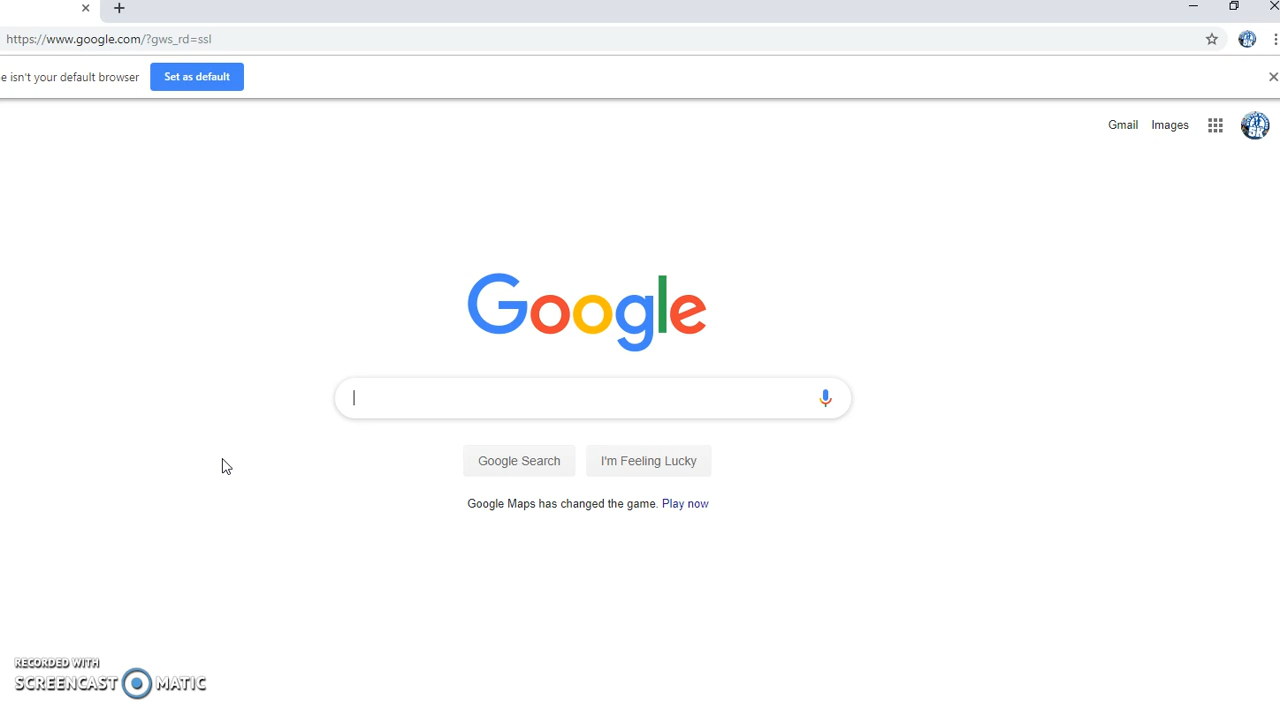 https://www.google.com/?gws_rd=ssl
e isn't your default browser
Set as default
Gmail
Images
Google
Google Search
I'm Feeling Lucky
Google Maps has changed the game. Play now
RECORDED WITH
SCREENCAST MATIC